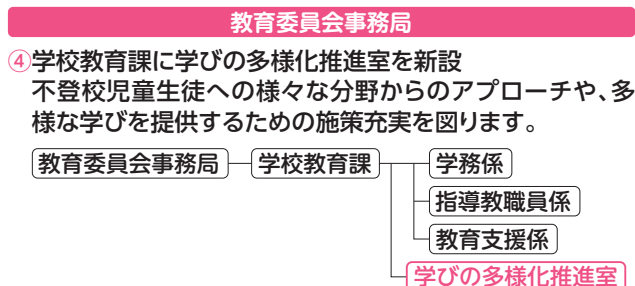 教育委員会事務局
④学校教育課に学びの多様化推進室を新設
不登校児童生徒への様々な分野からのアプローチや、多
様な学びを提供するための施策充実を図ります。
教育委員会事務局 学校教育課 学務係
指導教職員係
教育支援係
学びの多様化推進室